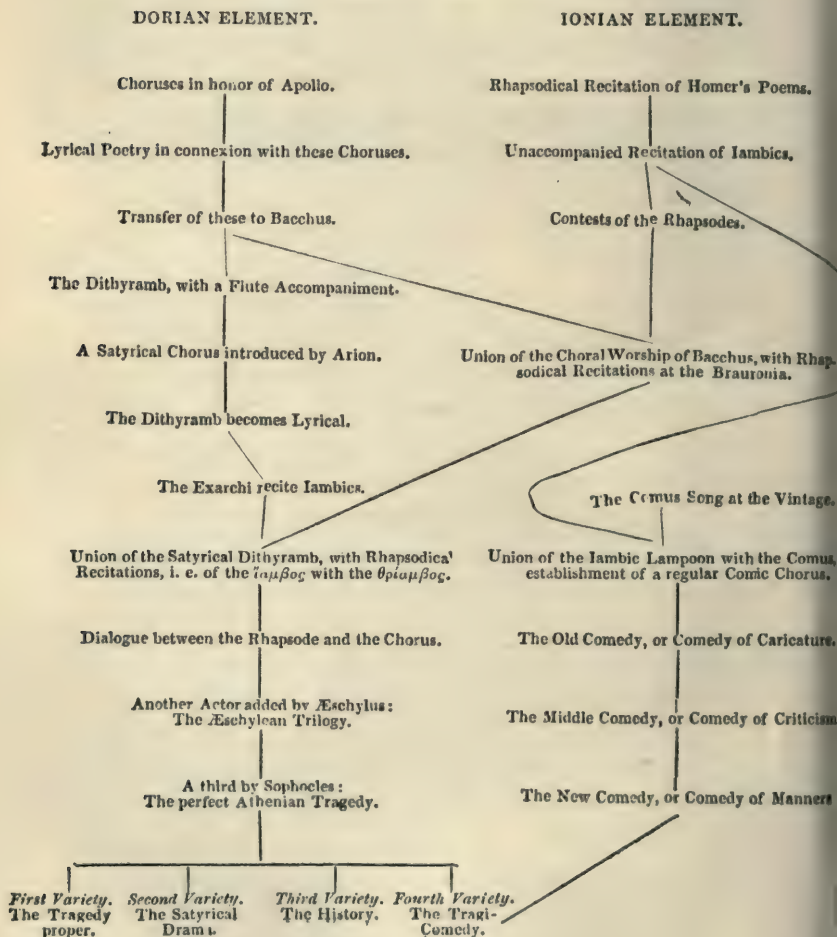 DORIAN ELEMENT.
Choruses in honor of Apollo.
Lyrical Poetry in connexion with these Choruses.
Transfer of these to Bacchus.
The Dithyramb, with a Flute Accompaniment.
A Satyrical Chorus introduced by Arion.
The Dithyramb becomes Lyrical.
The Exarchi recite Iambics.
Union of the Satyrical Dithyramb, with Rhapsodica'
Recitations, i. e. of the ἴαμβος with the θρίαμβος.
Dialogue between the Rhapsode and the Chorus.
Another Actor added by Æschylus:
The Æschylean Trilogy.
A third by Sophocles:
The perfect Athenian Tragedy.
First Variety.
The Tragedy
proper.
Second Variety.
The Satyrical
Drama.
Third Variety.
The History.
Fourth Variety.
The Tragi-
Comedy.
IONIAN ELEMENT.
Rhapsodical Recitation of Homer's Poems.
Unaccompanied Recitation of Iambics.
Contests of the Rhapsodes.
Union of the Choral Worship of Bacchus, with Rhap-
sodical Recitations at the Brauronia.
The Comus Song at the Vintage.
Union of the Iambic Lampoon with the Comus,
establishment of a regular Comic Chorus.
The Old Comedy, or Comedy of Caricature.
The Middle Comedy, or Comedy of Criticism
The New Comedy, or Comedy of Manners